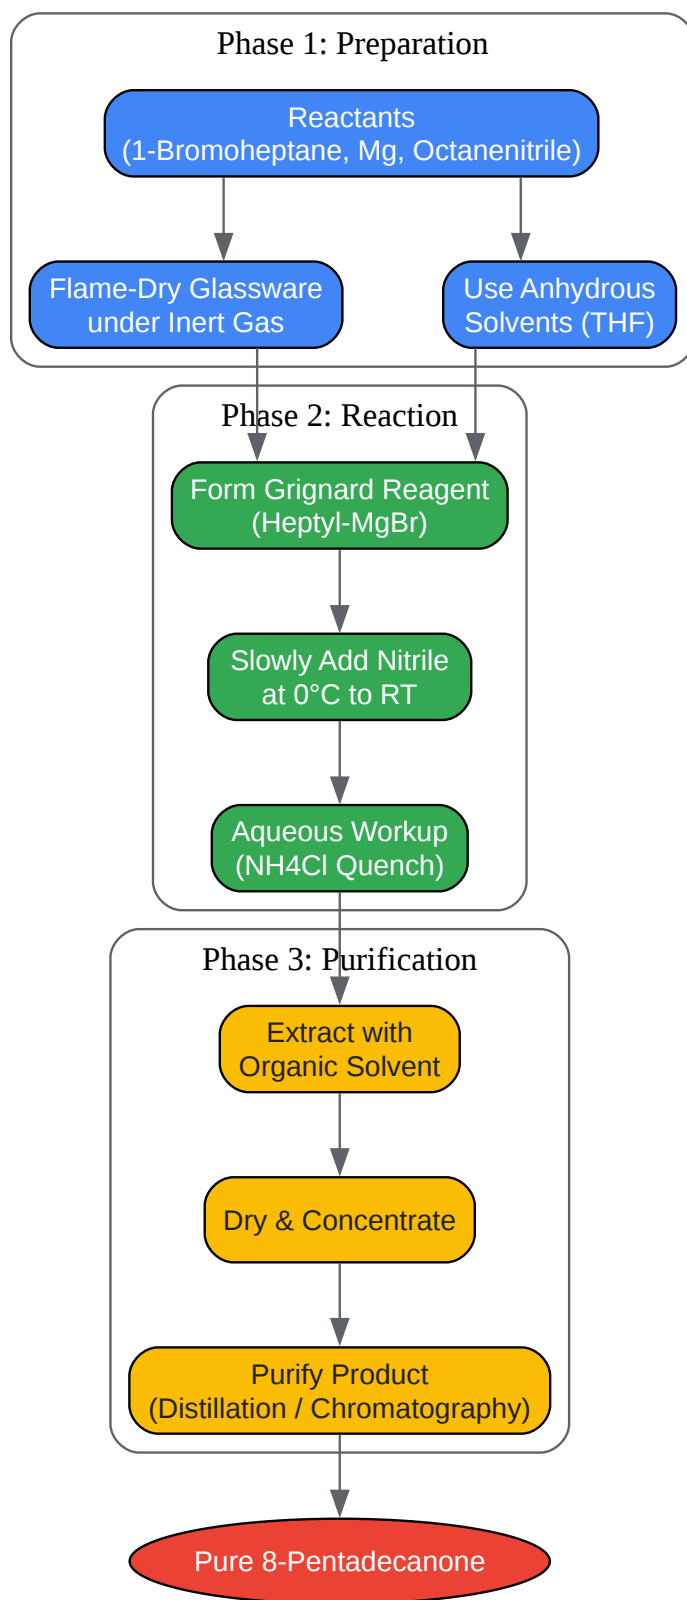 Phase 1: Preparation
Reactants
(1-Bromoheptane, Mg, Octanenitrile)
Flame-Dry Glassware
under Inert Gas
Use Anhydrous
Solvents (THF)
Phase 2: Reaction
Form Grignard Reagent
(Heptyl-MgBr)
Slowly Add Nitrile
at 0°C to RT
Aqueous Workup
(NH4Cl Quench)
Phase 3: Purification
Extract with
Organic Solvent
Dry & Concentrate
Purify Product
(Distillation / Chromatography)
Pure 8-Pentadecanone